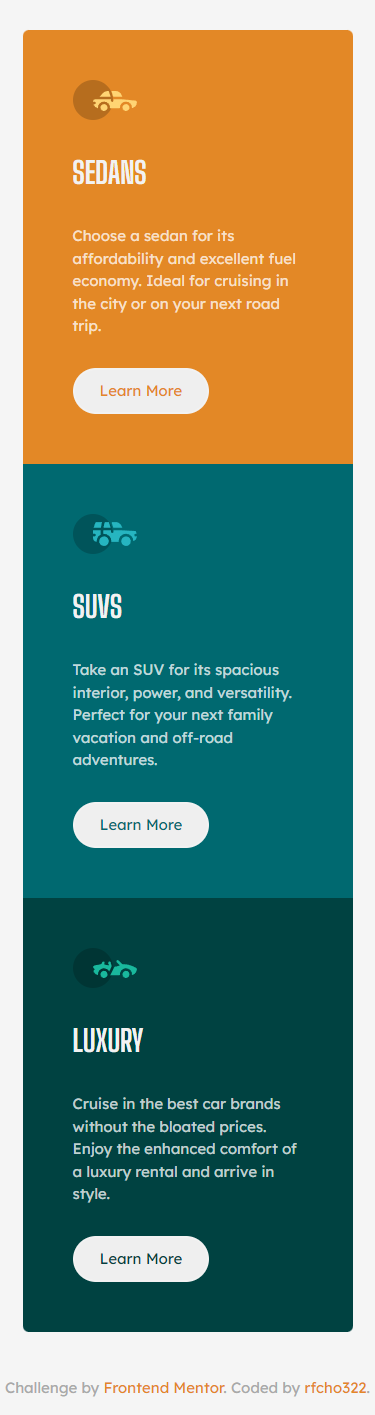 SEDANS
Choose a sedan for its
affordability and excellent fuel
economy. Ideal for cruising in
the city or on your next road
trip.
Learn More
SUVS
Take an SUV for its spacious
interior, power, and versatility.
Perfect for your next family
vacation and off-road
adventures.
Learn More
LUXURY
Cruise in the best car brands
without the bloated prices.
Enjoy the enhanced comfort of
a luxury rental and arrive in
style.
Learn More
Challenge by Frontend Mentor. Coded by rfcho322.